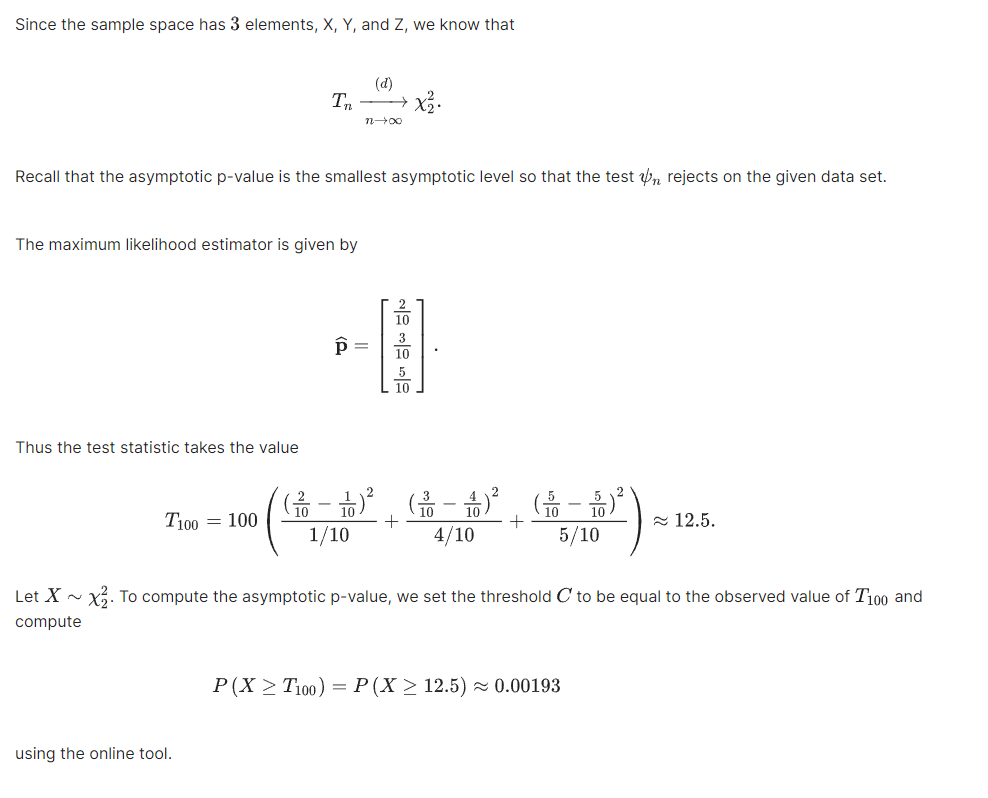 Since the sample space has 3 elements, X, Y, and Z, we know that
$T_n \xrightarrow[n \to \infty]{(d)} \chi_2^2.$
Recall that the asymptotic p-value is the smallest asymptotic level so that the test $\psi_n$ rejects on the given data set.
The maximum likelihood estimator is given by
$\widehat{\mathbf{p}} = \begin{bmatrix} \frac{2}{10} \\ \frac{3}{10} \\ \frac{5}{10} \end{bmatrix}.$
Thus the test statistic takes the value
$T_{100} = 100 \left( \frac{(\frac{2}{10} - \frac{1}{10})^2}{1/10} + \frac{(\frac{3}{10} - \frac{4}{10})^2}{4/10} + \frac{(\frac{5}{10} - \frac{5}{10})^2}{5/10} \right) \approx 12.5.$
Let $X \sim \chi_2^2$. To compute the asymptotic p-value, we set the threshold $C$ to be equal to the observed value of $T_{100}$ and
compute
$P(X \geq T_{100}) = P(X \geq 12.5) \approx 0.00193$
using the online tool.